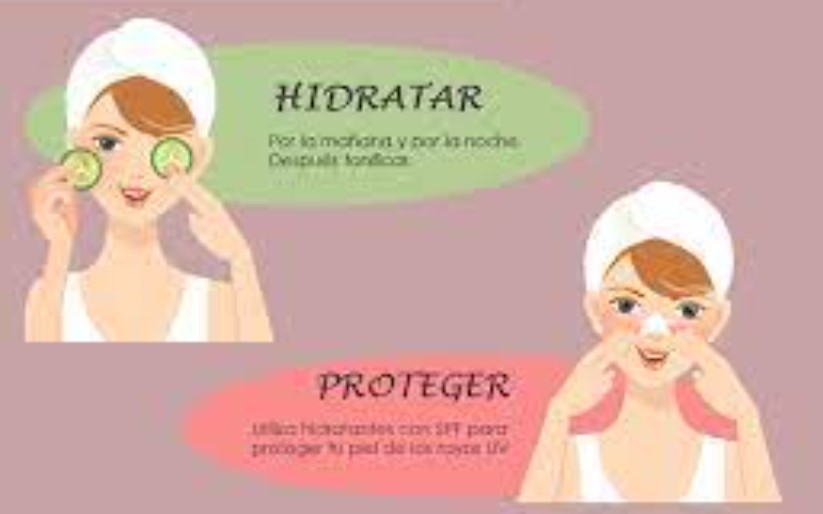 HIDRATAR
Por la mañana y por la noche.
Después tonificar.
PROTEGER
Utiliza hidratantes con SPF para
proteger tu piel de los rayos UV